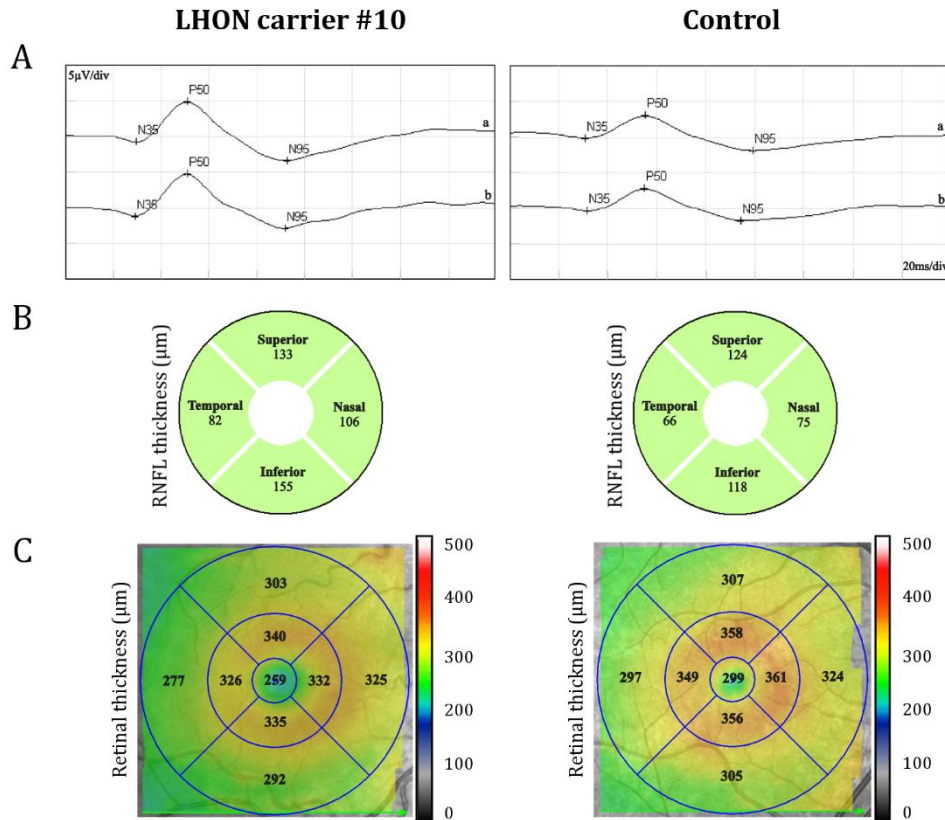 LHON carrier #10 Control
A
5µV/div
P50
N35
a
N95
P50
N35
b
N95
P50
N35
a
N95
P50
N35
b
N95
20ms/div
B
RNFL thickness (µm)
Superior
133
Temporal
82
Nasal
106
Inferior
155
RNFL thickness (µm)
Superior
124
Temporal
66
Nasal
75
Inferior
118
C
Retinal thickness (µm)
303
340
277 326 259 332 325
335
292
500
400
300
200
100
0
Retinal thickness (µm)
307
358
297 349 299 361 324
356
305
500
400
300
200
100
0